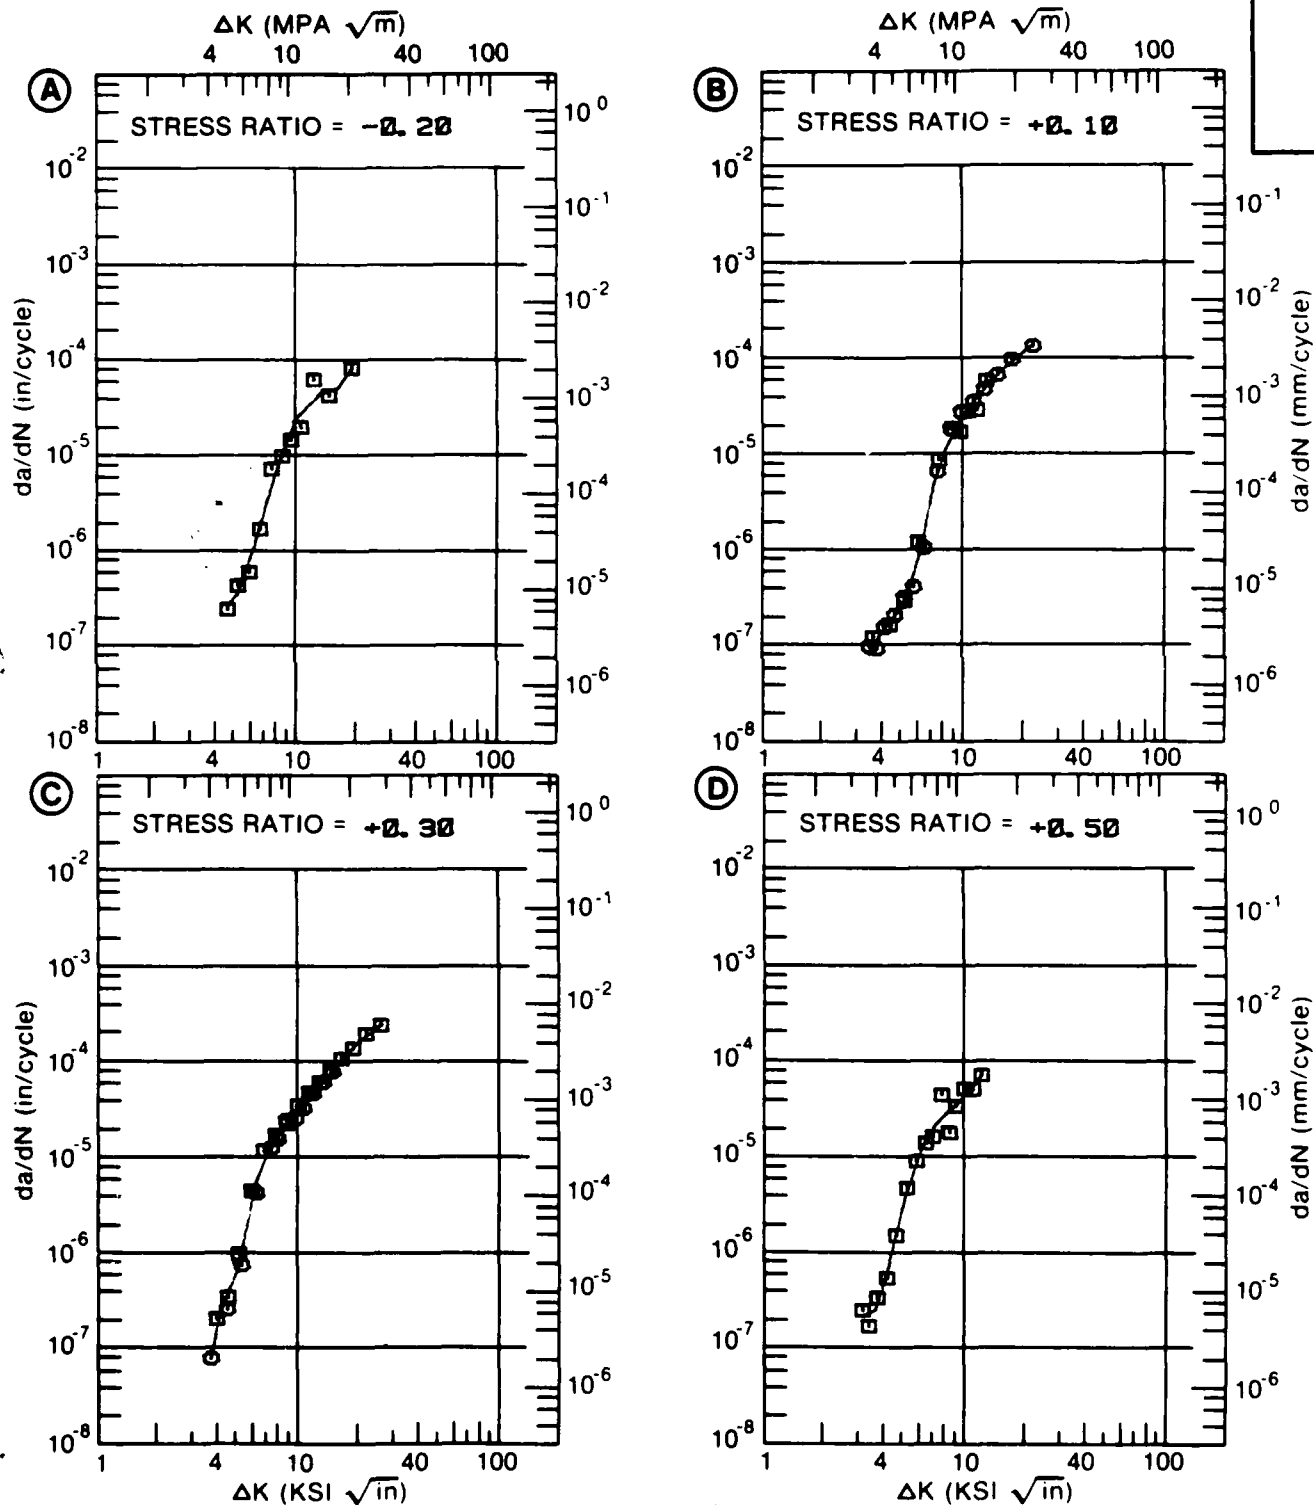 ΔK (MPA √m)
4 10 40 100
A
STRESS RATIO = -0.20
10⁻²
10⁻³
10⁻⁴
10⁻⁵
10⁻⁶
10⁻⁷
10⁻⁸
da/dN (in/cycle)
10⁰
10⁻¹
10⁻²
10⁻³
10⁻⁴
10⁻⁵
10⁻⁶
1 4 10 40 100
ΔK (MPA √m)
4 10 40 100
B
STRESS RATIO = +0.10
10⁻²
10⁻³
10⁻⁴
10⁻⁵
10⁻⁶
10⁻⁷
10⁻⁸
10⁻¹
10⁻²
10⁻³
10⁻⁴
10⁻⁵
10⁻⁶
da/dN (mm/cycle)
1 4 10 40 100
C
STRESS RATIO = +0.30
10⁻²
10⁻³
10⁻⁴
10⁻⁵
10⁻⁶
10⁻⁷
10⁻⁸
da/dN (in/cycle)
10⁰
10⁻¹
10⁻²
10⁻³
10⁻⁴
10⁻⁵
10⁻⁶
1 4 10 40 100
ΔK (KSI √in)
D
STRESS RATIO = +0.50
10⁻²
10⁻³
10⁻⁴
10⁻⁵
10⁻⁶
10⁻⁷
10⁻⁸
10⁰
10⁻¹
10⁻²
10⁻³
10⁻⁴
10⁻⁵
10⁻⁶
da/dN (mm/cycle)
1 4 10 40 100
ΔK (KSI √in)